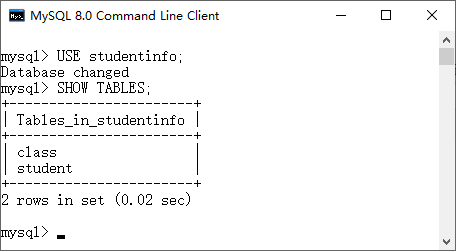 MySQL 8.0 Command Line Client
mysql> USE studentinfo;
Database changed
mysql> SHOW TABLES;
+-----------------------+
| Tables_in_studentinfo |
+-----------------------+
| class                 |
| student               |
+-----------------------+
2 rows in set (0.02 sec)
mysql>